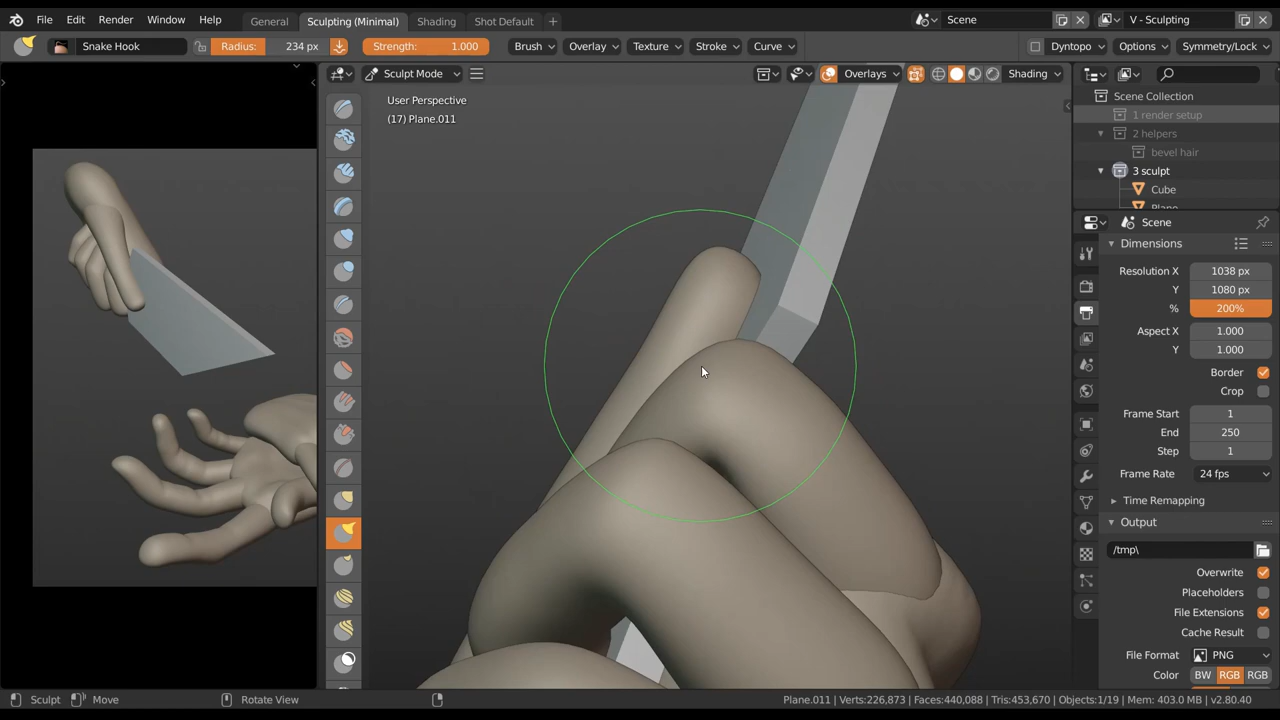 File Edit Render Window Help General Sculpting (Minimal) Shading Shot Default + Scene V - Sculpting
Snake Hook Radius: 234 px Strength: 1.000 Brush Overlay Texture Stroke Curve Dyntopo Options Symmetry/Lock
Sculpt Mode Overlays Shading
User Perspective
(17) Plane.011
Scene Collection
1 render setup
2 helpers
bevel hair
3 sculpt
Cube
Plane
Scene
Dimensions
Resolution X 1038 px
Y 1080 px
% 200%
Aspect X 1.000
Y 1.000
Border
Crop
Frame Start 1
End 250
Step 1
Frame Rate 24 fps
Time Remapping
Output
/tmp\
Overwrite
Placeholders
File Extensions
Cache Result
File Format PNG
Color BW RGB RGB
Sculpt Move Rotate View Plane.011 | Verts:226,873 | Faces:440,088 | Tris:453,670 | Objects:1/19 | Mem: 403.0 MB | v2.80.40